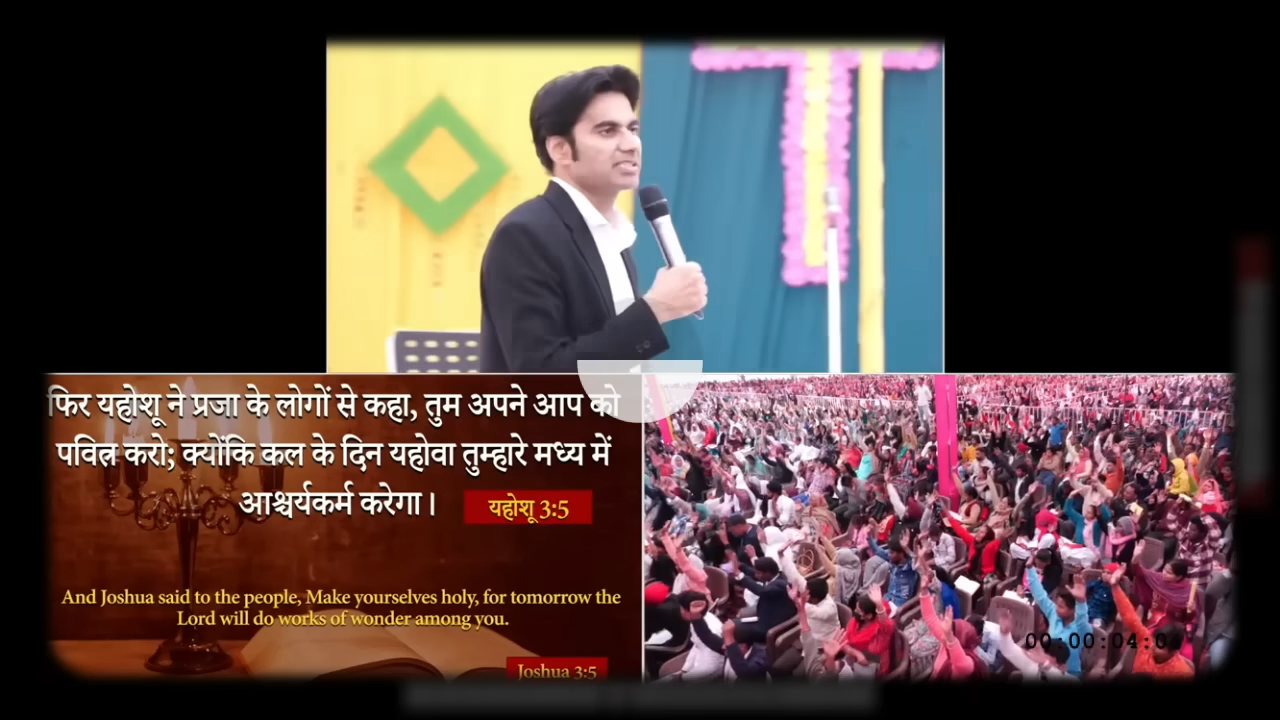 फिर यहोशू ने प्रजा के लोगों से कहा, तुम अपने आप को
पवित्र करो; क्योंकि कल के दिन यहोवा तुम्हारे मध्य में
आश्चर्यकर्म करेगा।
यहोशू 3:5
And Joshua said to the people, Make yourselves holy, for tomorrow the
Lord will do works of wonder among you.
Joshua 3:5